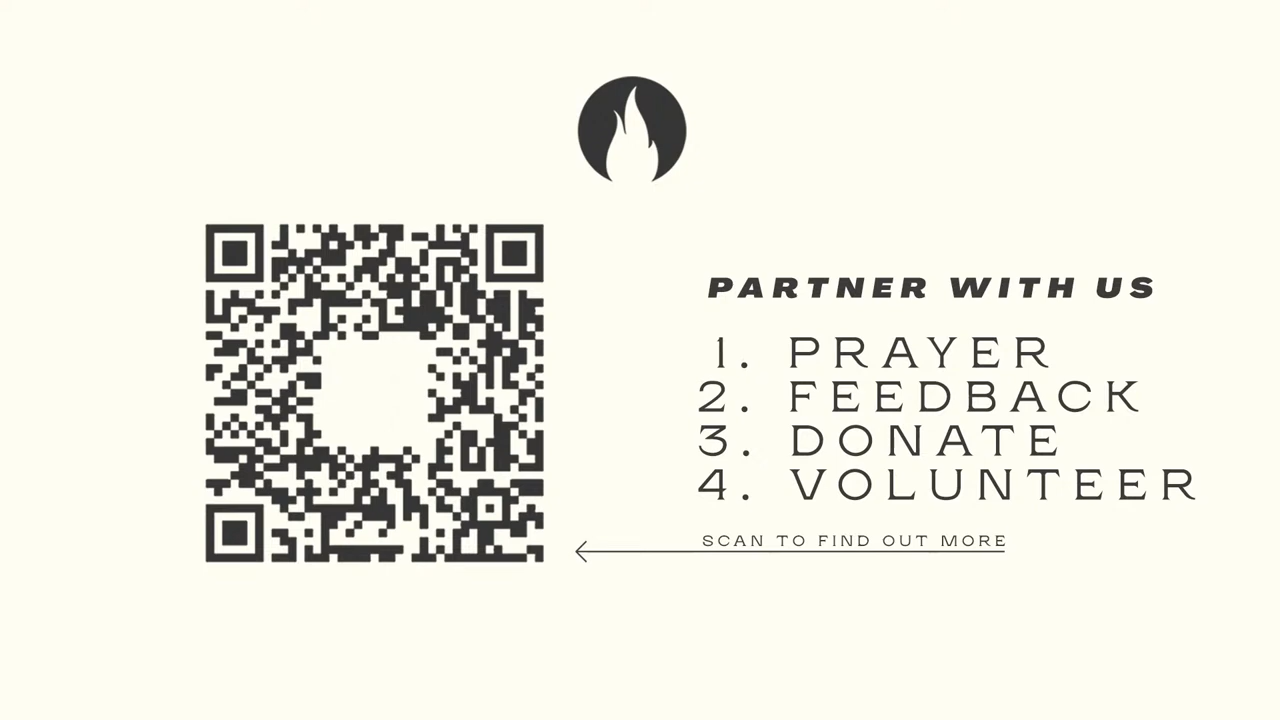 PARTNER WITH US
1. PRAYER
2. FEEDBACK
3. DONATE
4. VOLUNTEER
SCAN TO FIND OUT MORE